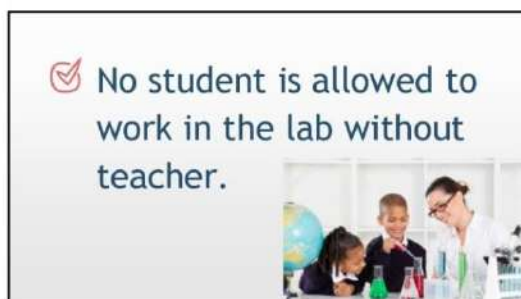 No student is allowed to
work in the lab without
teacher.